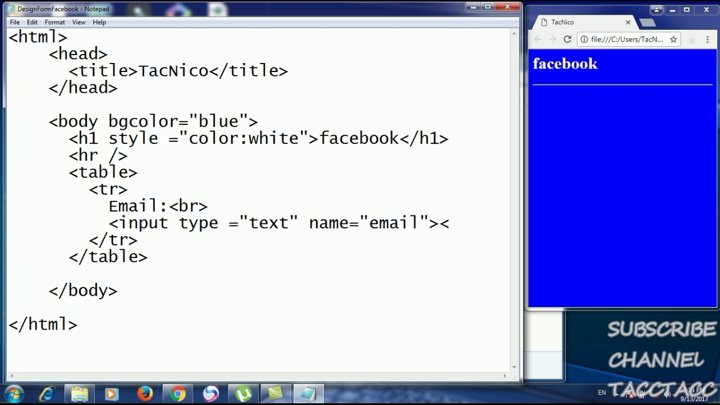 DesignFormFacebook - Notepad
File Edit Format View Help
<html>
<head>
<title>TacNico</title>
</head>
<body bgcolor="blue">
<h1 style ="color:white">facebook</h1>
<hr />
<table>
<tr>
Email:<br>
<input type ="text" name="email"><
</tr>
</table>
</body>
</html>
TacNico
file:///C:/Users/TacN...
facebook
SUBSCRIBE
CHANNEL
TACCTACC
EN
9/13/2017